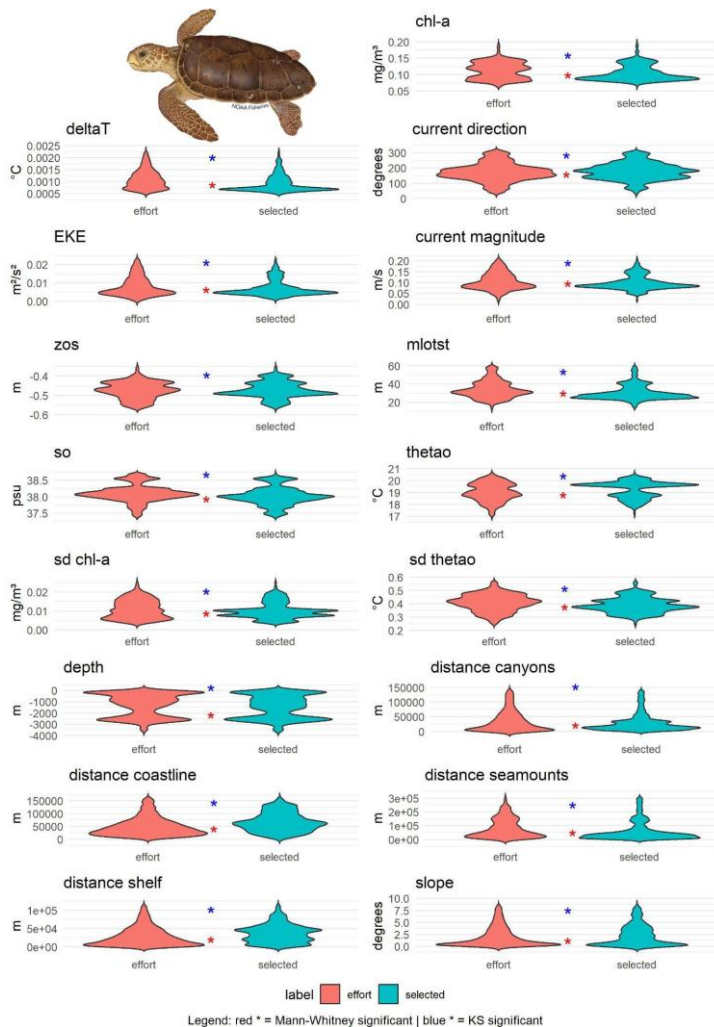 chl-a
mg/m³
0.20
0.15
0.10
0.05
*
*
effort
selected
NOAA Fisheries
deltaT
°C
0.0025
0.0020
0.0015
0.0010
0.0005
*
*
effort
selected
current direction
degrees
300
200
100
0
*
*
effort
selected
EKE
m²/s²
0.02
0.01
0.00
*
*
effort
selected
current magnitude
m/s
0.20
0.15
0.10
0.05
0.00
*
*
effort
selected
zos
m
-0.4
-0.5
-0.6
*
effort
selected
mlotst
m
60
40
20
*
*
effort
selected
so
psu
38.5
38.0
37.5
*
*
effort
selected
thetao
°C
21
20
19
18
17
*
*
effort
selected
sd chl-a
mg/m³
0.02
0.01
0.00
*
*
effort
selected
sd thetao
°C
0.6
0.5
0.4
0.3
0.2
*
*
effort
selected
depth
m
0
-1000
-2000
-3000
-4000
*
*
effort
selected
distance canyons
m
150000
100000
50000
0
*
*
effort
selected
distance coastline
m
150000
100000
50000
0
*
*
effort
selected
distance seamounts
m
3e+05
2e+05
1e+05
0e+00
*
*
effort
selected
distance shelf
m
1e+05
5e+04
0e+00
*
*
effort
selected
slope
degrees
10.0
7.5
5.0
2.5
0.0
*
*
effort
selected
label effort selected
Legend: red * = Mann-Whitney significant | blue * = KS significant